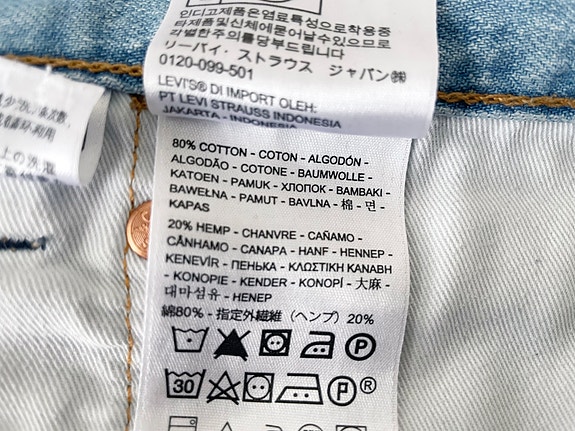 인디고제품은염료특성으로착용중
타제품및신체에묻어날수있으므로
각별한주의를당부드립니다.
リーバイ・ストラウス ジャパン㈱
0120-099-501
LEVI'S® DI IMPORT OLEH:
PT LEVI STRAUSS INDONESIA
JAKARTA - INDONESIA
80% COTTON - COTON - ALGODÓN -
ALGODÃO - COTONE - BAUMWOLLE -
KATOEN - PAMUK - ХЛОПОК - BAMBAKI -
BAWEŁNA - PAMUT - BAVLNA - 棉 - 면 -
KAPAS
20% HEMP - CHANVRE - CAÑAMO -
CÂNHAMO - CANAPA - HANF - HENNEP -
KENEVİR - ПЕНЬКА - ΚΛΩΣΤΙΚΗ ΚΑΝΑΒΗ
- KONOPIE - KENDER - KONOPÍ - 大麻 -
대마섬유 - HENEP
綿80% - 指定外繊維（ヘンプ）20%
P
30 P ®